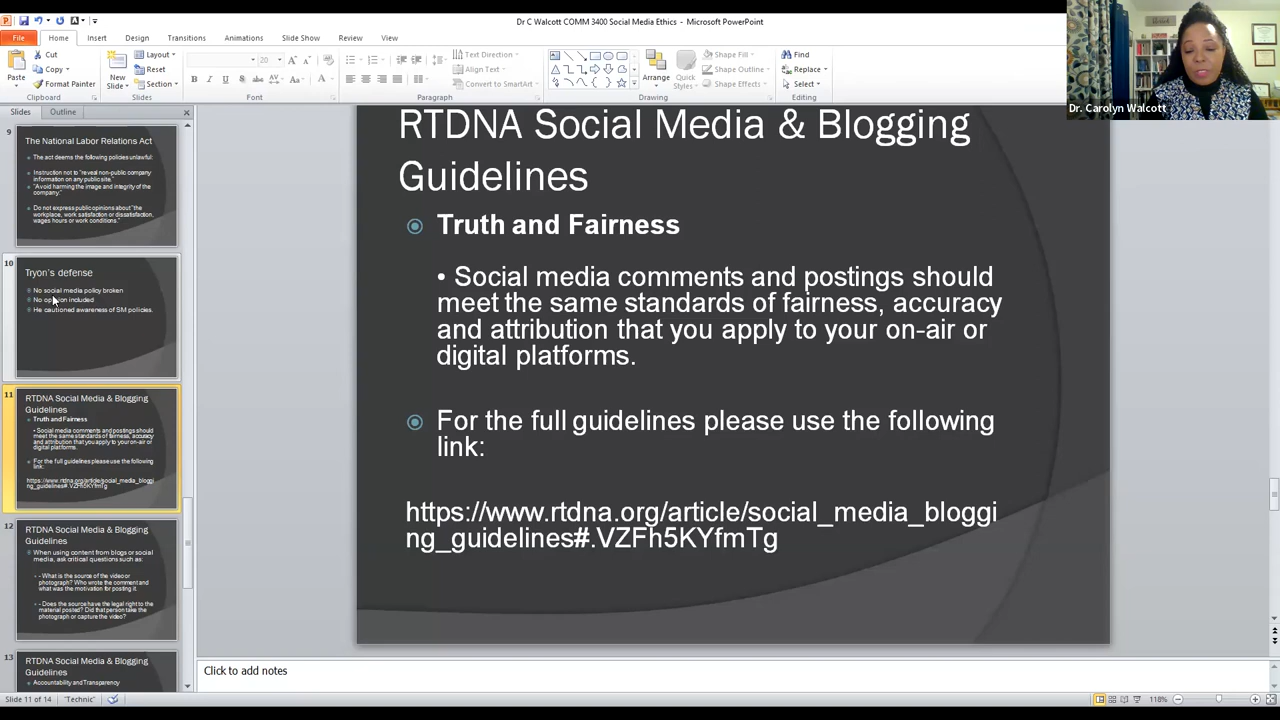 Dr C Walcott COMM 3400 Social Media Ethics - Microsoft PowerPoint
File Home Insert Design Transitions Animations Slide Show Review View
Paste
Cut
Copy
Format Painter
Clipboard
New
Slide
Layout
Reset
Section
Slides
20
Font
Text Direction
Align Text
Convert to SmartArt
Paragraph
Arrange
Quick
Styles
Shape Fill
Shape Outline
Shape Effects
Drawing
Find
Replace
Select
Editing
Dr. Carolyn Walcott
Slides Outline
9
The National Labor Relations Act
The act deems the following policies unlawful:
Instruction not to "reveal non-public company
information on any public site."
"Avoid harming the image and integrity of the
company."
Do not express public opinions about "the
workplace, work satisfaction or dissatisfaction,
wages hours or work conditions."
10
Tryon's defense
No social media policy broken
No opinion included
He cautioned awareness of SM policies.
11
RTDNA Social Media & Blogging
Guidelines
Truth and Fairness
• Social media comments and postings should
meet the same standards of fairness, accuracy
and attribution that you apply to your on-air or
digital platforms.
For the full guidelines please use the following
link:
https://www.rtdna.org/article/social_media_bloggi
ng_guidelines#.VZFh5KYfmTg
12
RTDNA Social Media & Blogging
Guidelines
When using content from blogs or social
media, ask critical questions such as:
- What is the source of the video or
photograph? Who wrote the comment and
what was the motivation for posting it.
- Does the source have the legal right to the
material posted? Did that person take the
photograph or capture the video?
13
RTDNA Social Media & Blogging
Guidelines
Accountability and Transparency
RTDNA Social Media & Blogging
Guidelines
Truth and Fairness
• Social media comments and postings should
meet the same standards of fairness, accuracy
and attribution that you apply to your on-air or
digital platforms.
For the full guidelines please use the following
link:
https://www.rtdna.org/article/social_media_bloggi
ng_guidelines#.VZFh5KYfmTg
Click to add notes
Slide 11 of 14 "Technic" 118%